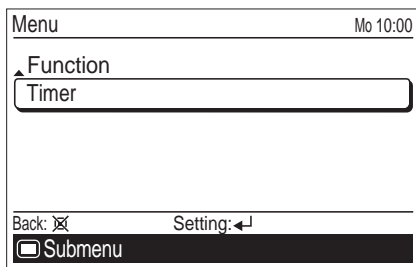 Menu Mo 10:00
Function
Timer
Back: Setting:
Submenu